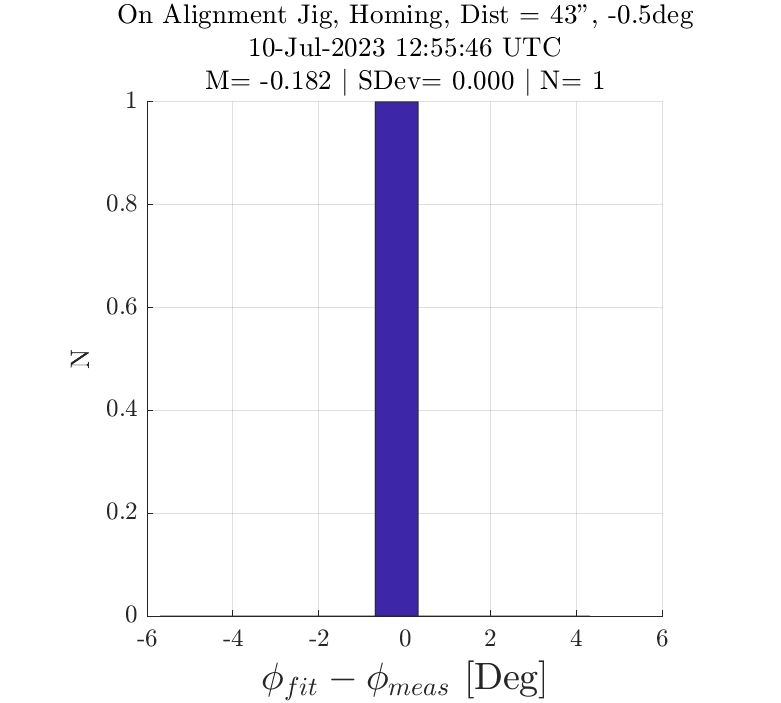 On Alignment Jig, Homing, Dist = 43”, -0.5deg
10-Jul-2023 12:55:46 UTC
M= -0.182 | SDev= 0.000 | N= 1
1
0.8
0.6
N
0.4
0.2
0
-6 -4 -2 0 2 4 6
ϕ_fit − ϕ_meas [Deg]